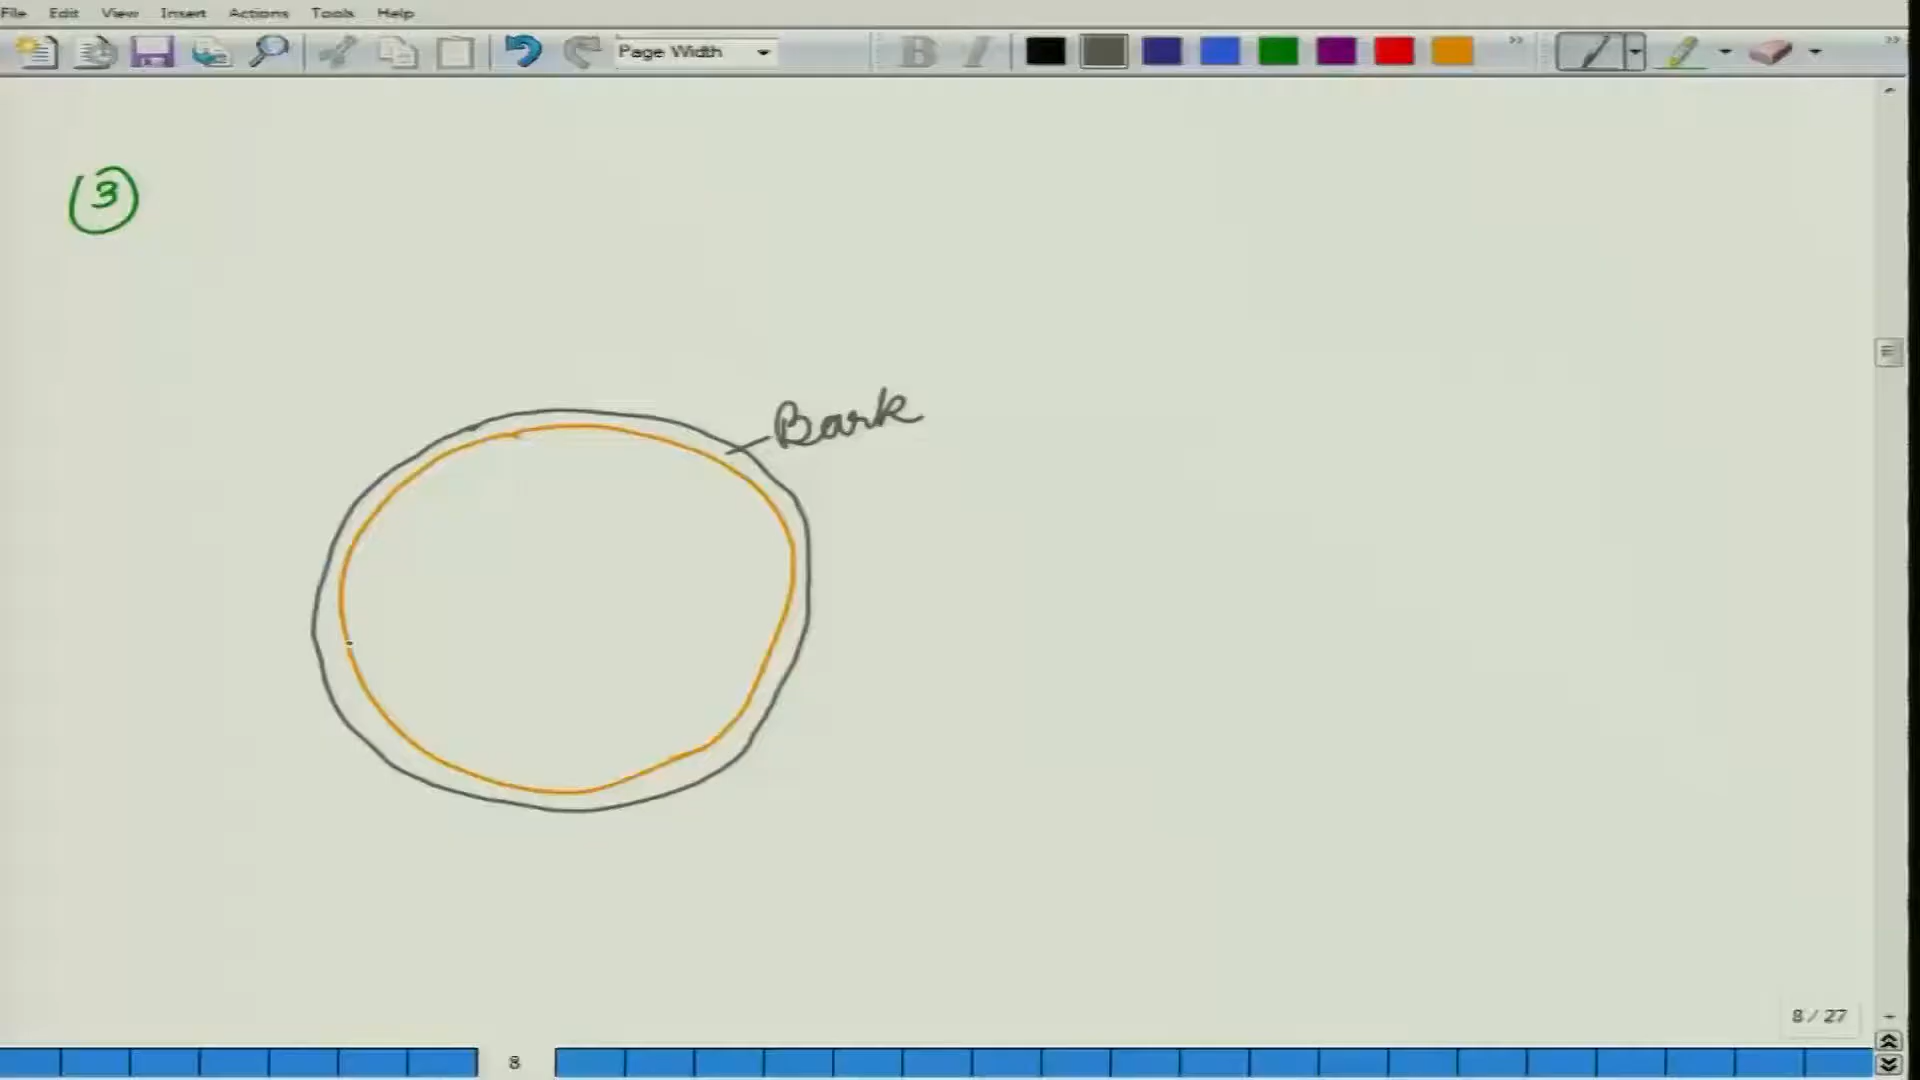 File Edit View Insert Actions Tools Help
Page Width
B I
3
Bark
8 / 27
8